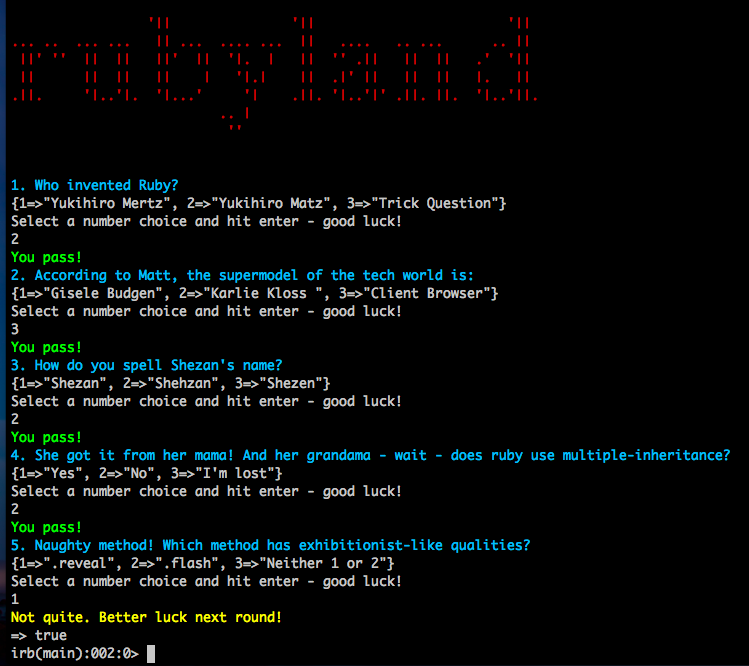 rubyland
1. Who invented Ruby?
{1=>"Yukihiro Mertz", 2=>"Yukihiro Matz", 3=>"Trick Question"}
Select a number choice and hit enter - good luck!
2
You pass!
2. According to Matt, the supermodel of the tech world is:
{1=>"Gisele Budgen", 2=>"Karlie Kloss ", 3=>"Client Browser"}
Select a number choice and hit enter - good luck!
3
You pass!
3. How do you spell Shezan's name?
{1=>"Shezan", 2=>"Shehzan", 3=>"Shezen"}
Select a number choice and hit enter - good luck!
2
You pass!
4. She got it from her mama! And her grandama - wait - does ruby use multiple-inheritance?
{1=>"Yes", 2=>"No", 3=>"I'm lost"}
Select a number choice and hit enter - good luck!
2
You pass!
5. Naughty method! Which method has exhibitionist-like qualities?
{1=>".reveal", 2=>".flash", 3=>"Neither 1 or 2"}
Select a number choice and hit enter - good luck!
1
Not quite. Better luck next round!
=> true
irb(main):002:0>